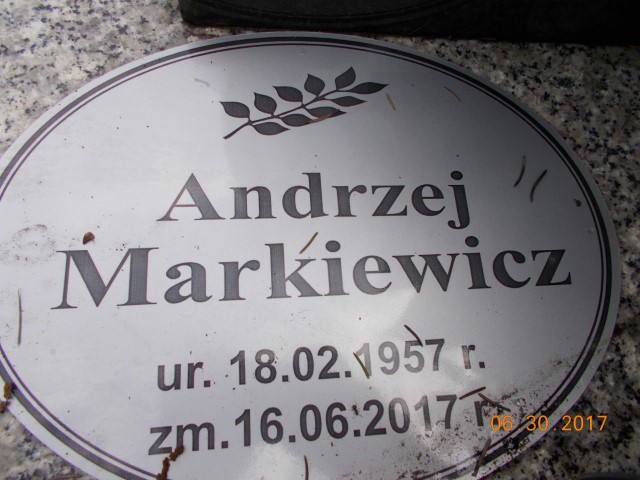 Andrzej
Markiewicz
ur. 18.02.1957 r.
zm.16.06.2017 r.
06.30.2017